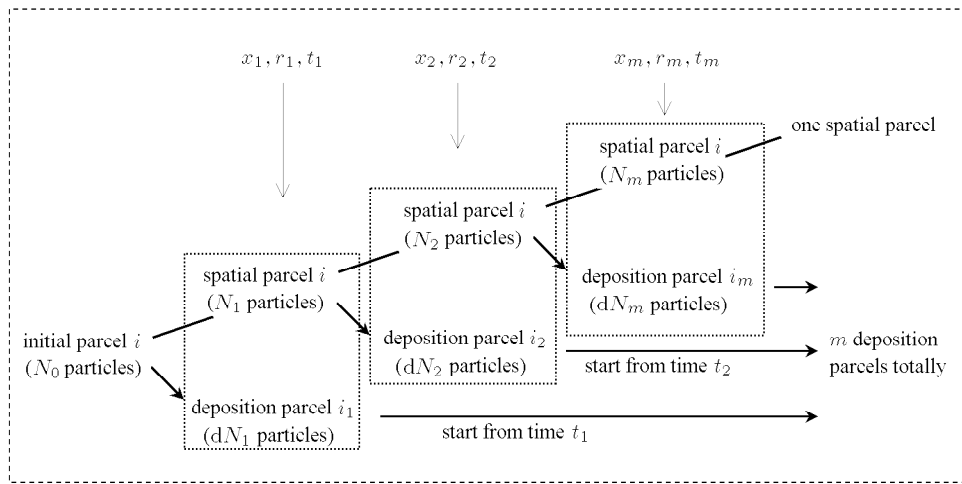 x₁, r₁, t₁
x₂, r₂, t₂
xₘ, rₘ, tₘ
one spatial parcel
spatial parcel i
(Nₘ particles)
spatial parcel i
(N₂ particles)
spatial parcel i
(N₁ particles)
deposition parcel iₘ
(dNₘ particles)
initial parcel i
(N₀ particles)
deposition parcel i₂
(dN₂ particles)
start from time t₂
m deposition
parcels totally
deposition parcel i₁
(dN₁ particles)
start from time t₁